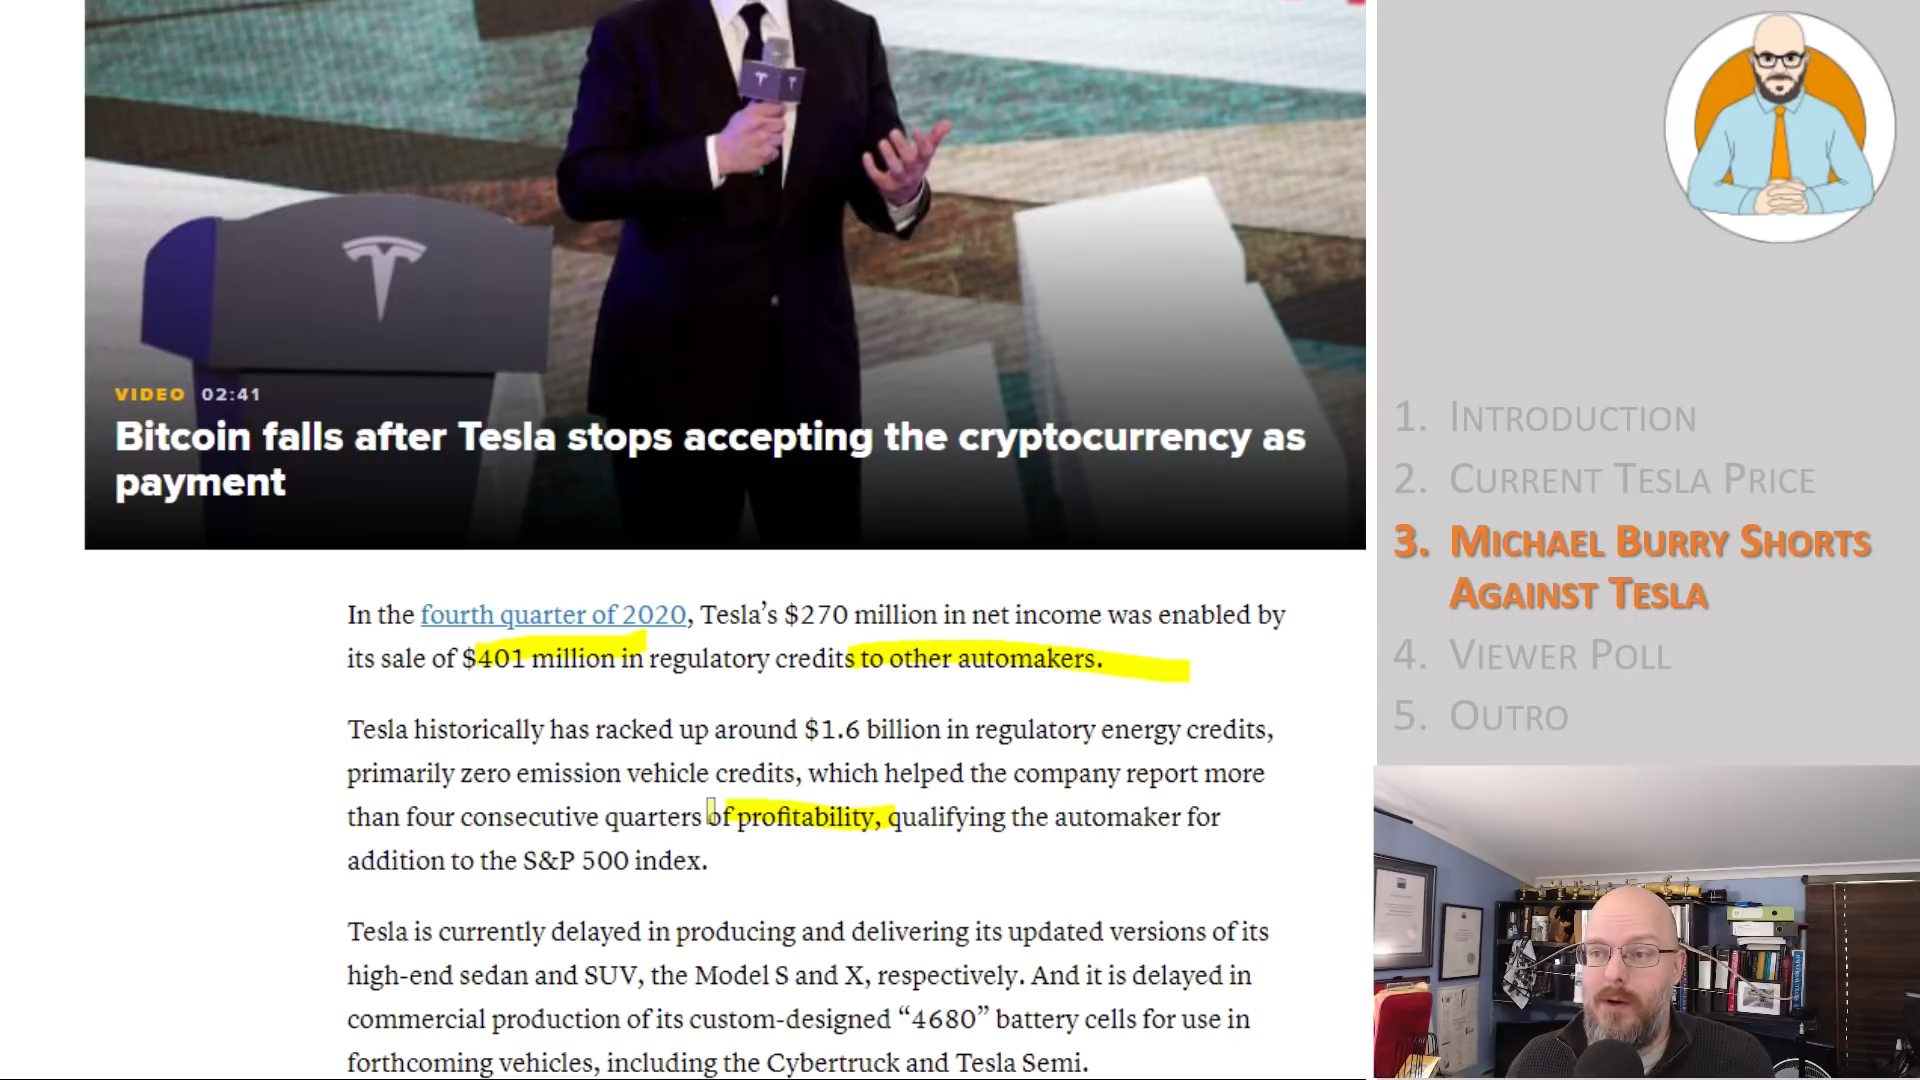 VIDEO 02:41
Bitcoin falls after Tesla stops accepting the cryptocurrency as
payment
In the fourth quarter of 2020, Tesla’s $270 million in net income was enabled by
its sale of $401 million in regulatory credits to other automakers.
Tesla historically has racked up around $1.6 billion in regulatory energy credits,
primarily zero emission vehicle credits, which helped the company report more
than four consecutive quarters of profitability, qualifying the automaker for
addition to the S&P 500 index.
Tesla is currently delayed in producing and delivering its updated versions of its
high-end sedan and SUV, the Model S and X, respectively. And it is delayed in
commercial production of its custom-designed “4680” battery cells for use in
forthcoming vehicles, including the Cybertruck and Tesla Semi.
1. Introduction
2. Current Tesla Price
3. Michael Burry Shorts
Against Tesla
4. Viewer Poll
5. Outro